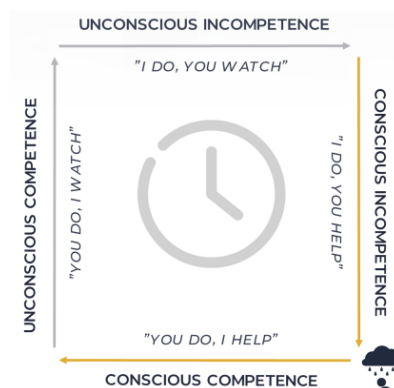 UNCONSCIOUS INCOMPETENCE
"I DO, YOU WATCH"
CONSCIOUS INCOMPETENCE
"I DO, YOU HELP"
"YOU DO, I HELP"
CONSCIOUS COMPETENCE
UNCONSCIOUS COMPETENCE
"YOU DO, I WATCH"